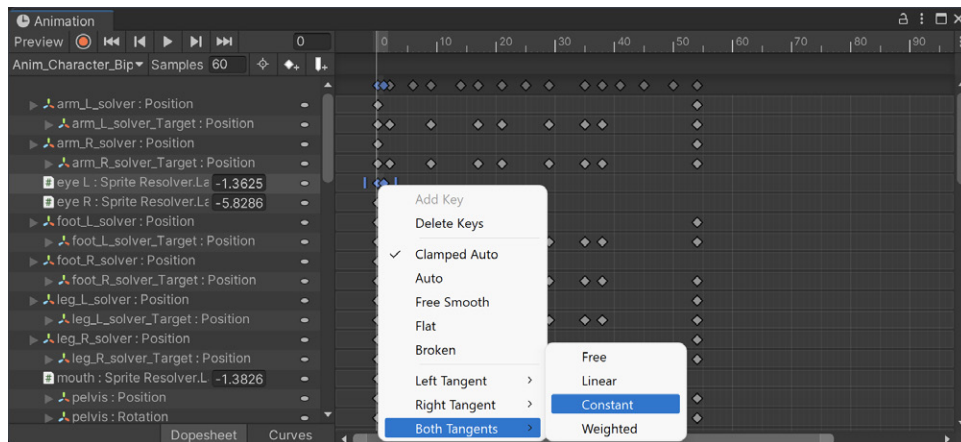 Animation
Preview 0 0 10 20 30 40 50 60 70 80 90
Anim_Character_Bip Samples 60
arm_L_solver : Position
arm_L_solver_Target : Position
arm_R_solver : Position
arm_R_solver_Target : Position
eye L : Sprite Resolver.La -1.3625
eye R : Sprite Resolver.La -5.8286
foot_L_solver : Position
foot_L_solver_Target : Position
foot_R_solver : Position
foot_R_solver_Target : Position
leg_L_solver : Position
leg_L_solver_Target : Position
leg_R_solver : Position
leg_R_solver_Target : Position
mouth : Sprite Resolver.L -1.3826
pelvis : Position
pelvis : Rotation
Dopesheet Curves
Add Key
Delete Keys
Clamped Auto
Auto
Free Smooth
Flat
Broken
Left Tangent
Right Tangent
Both Tangents
Free
Linear
Constant
Weighted